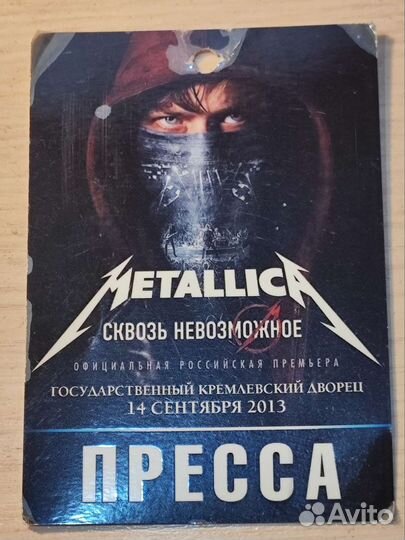 METALLICA
СКВОЗЬ НЕВОЗМОЖНОЕ
ОФИЦИАЛЬНАЯ РОССИЙСКАЯ ПРЕМЬЕРА
ГОСУДАРСТВЕННЫЙ КРЕМЛЕВСКИЙ ДВОРЕЦ
14 СЕНТЯБРЯ 2013
ПРЕССА
Avito